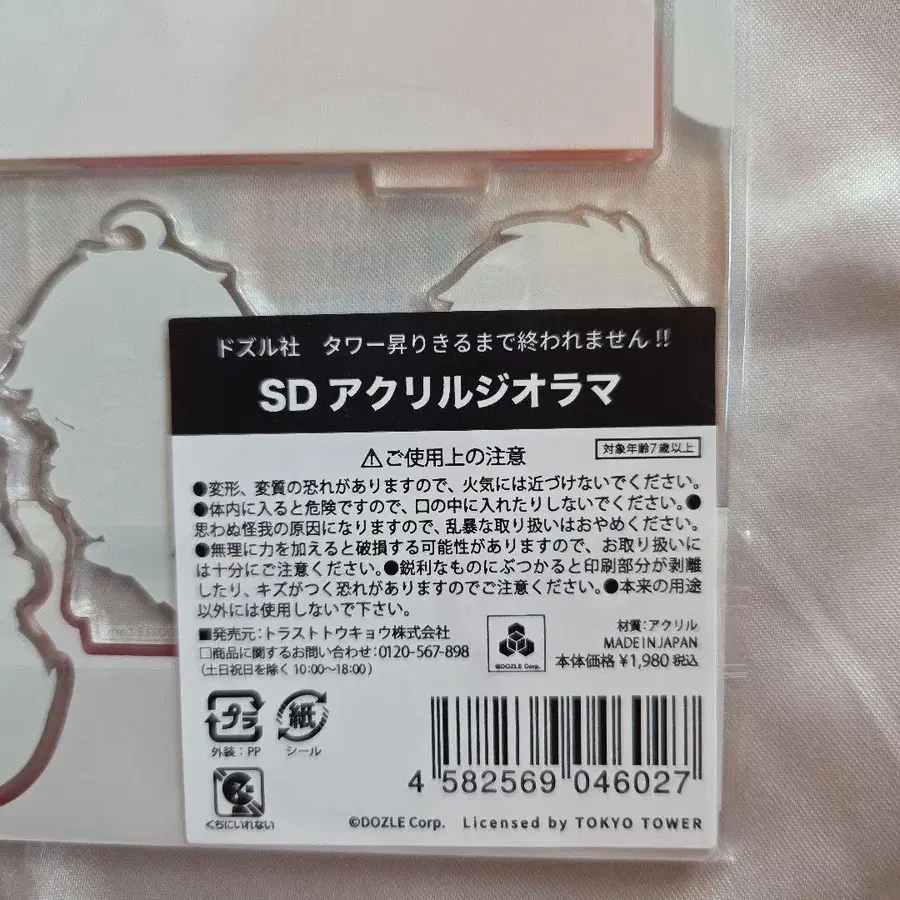 ドズル社　タワー昇りきるまで終われません!!
SD アクリルジオラマ
⚠ご使用上の注意
対象年齢7歳以上
●変形、変質の恐れがありますので、火気には近づけないでください。
●体内に入ると危険ですので、口の中に入れたりしないでください。●
思わぬ怪我の原因になりますので、乱暴な取り扱いはおやめください。
●無理に力を加えると破損する可能性がありますので、お取り扱いに
は十分にご注意ください。●鋭利なものにぶつかると印刷部分が剥離
したり、キズがつく恐れがありますのでご注意ください。●本来の用途
以外には使用しないで下さい。
■発売元:トラストトウキョウ株式会社
□商品に関するお問い合わせ:0120-567-898
(土日祝日を除く 10:00〜18:00)
©DOZLE Corp.
材質:アクリル
MADE IN JAPAN
本体価格 ¥1,980 税込
プラ
外装:PP
紙
シール
くちにいれない
4 582569 046027
©DOZLE Corp. Licensed by TOKYO TOWER